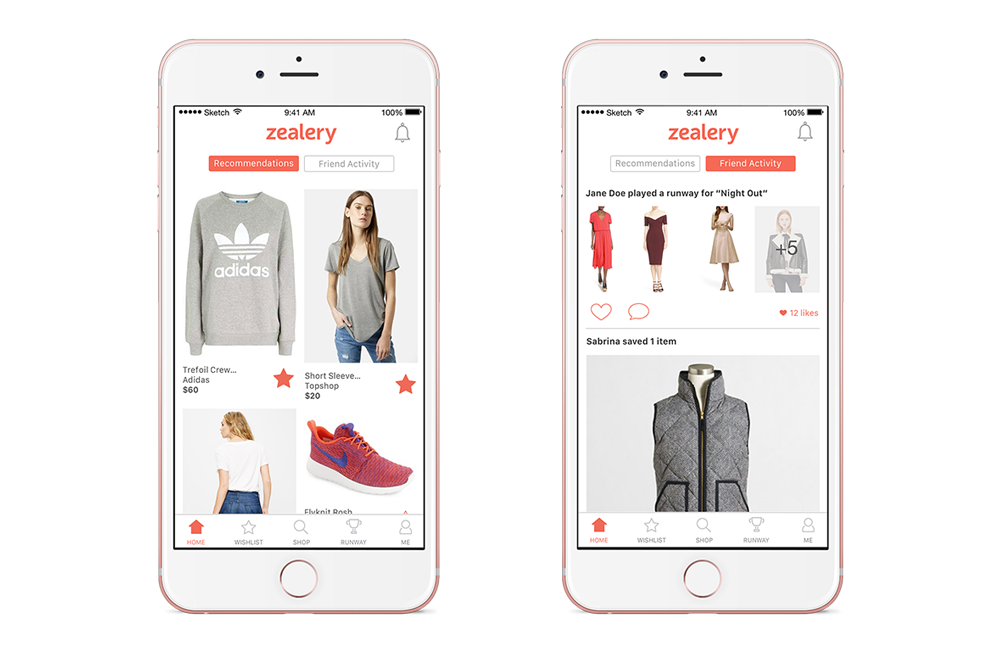 Sketch 9:41 AM 100%
zealery
Recommendations Friend Activity
adidas
Trefoil Crew...
Adidas
$60
Short Sleeve...
Topshop
$20
Flyknit Rosh
HOME WISHLIST SHOP RUNWAY ME
Sketch 9:41 AM 100%
zealery
Recommendations Friend Activity
Jane Doe played a runway for “Night Out”
+5
12 likes
Sabrina saved 1 item
HOME WISHLIST SHOP RUNWAY ME